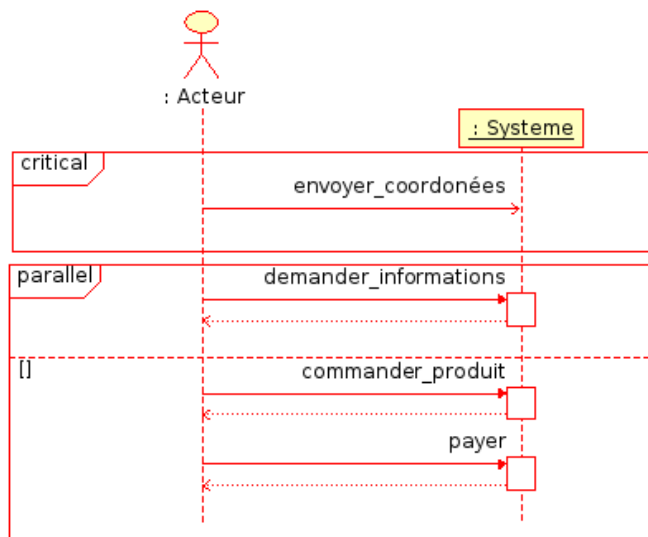 : Acteur
: Systeme
critical
envoyer_coordonées
parallel
demander_informations
[]
commander_produit
payer